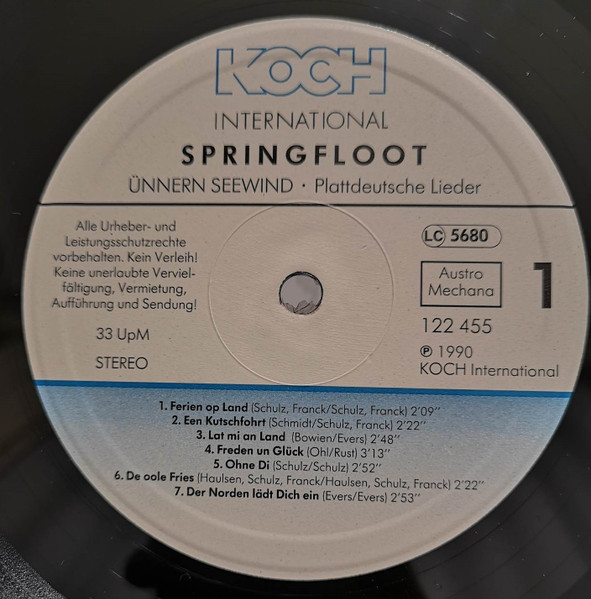 KOCH
INTERNATIONAL
SPRINGFLOOT
ÜNNERN SEEWIND · Plattdeutsche Lieder
Alle Urheber- und
Leistungsschutzrechte
vorbehalten. Kein Verleih!
Keine unerlaubte Verviel-
fältigung, Vermietung,
Aufführung und Sendung!
33 UpM
STEREO
LC 5680
Austro
Mechana
1
122 455
℗ 1990
KOCH International
1. Ferien op Land (Schulz, Franck/Schulz, Franck) 2'09''
2. Een Kutschfohrt (Schmidt/Schulz, Franck) 2'22''
3. Lat mi an Land (Bowien/Evers) 2'48''
4. Freden un Glück (Ohl/Rust) 3'13''
5. Ohne Di (Schulz/Schulz) 2'52''
6. De oole Fries (Haulsen, Schulz, Franck/Haulsen, Schulz, Franck) 2'22''
7. Der Norden lädt Dich ein (Evers/Evers) 2'53''